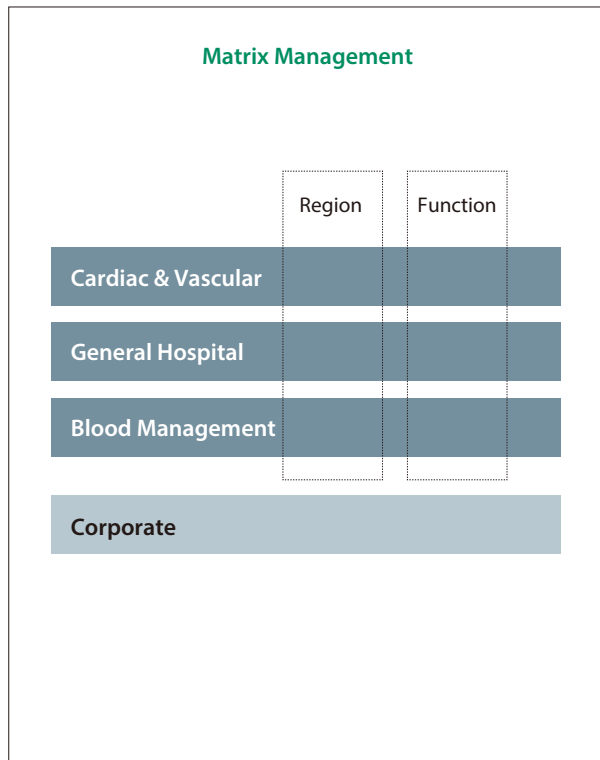 Matrix Management
Region Function
Cardiac & Vascular
General Hospital
Blood Management
Corporate